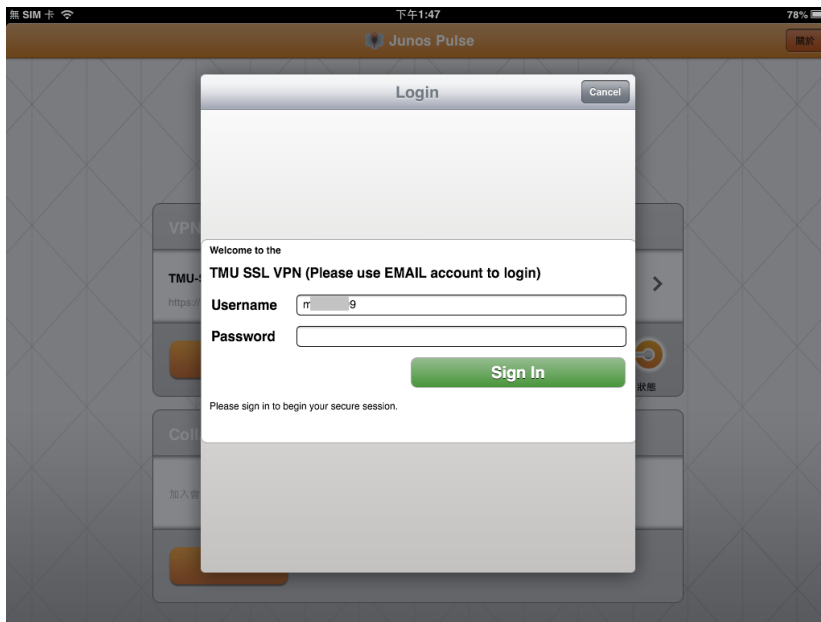 無 SIM 卡
下午1:47
78%
Junos Pulse
關於
Login
Cancel
VPN
TMU-
https://
狀態
Welcome to the
TMU SSL VPN (Please use EMAIL account to login)
Username m 9
Password
Sign In
Please sign in to begin your secure session.
Coll
加入會